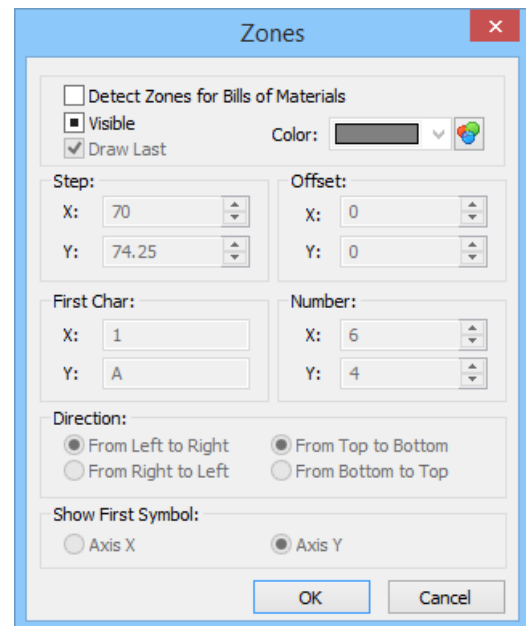 Zones
Detect Zones for Bills of Materials
Visible
Color:
Draw Last
Step:
Offset:
X: 70
X: 0
Y: 74.25
Y: 0
First Char:
Number:
X: 1
X: 6
Y: A
Y: 4
Direction:
From Left to Right
From Top to Bottom
From Right to Left
From Bottom to Top
Show First Symbol:
Axis X
Axis Y
OK
Cancel